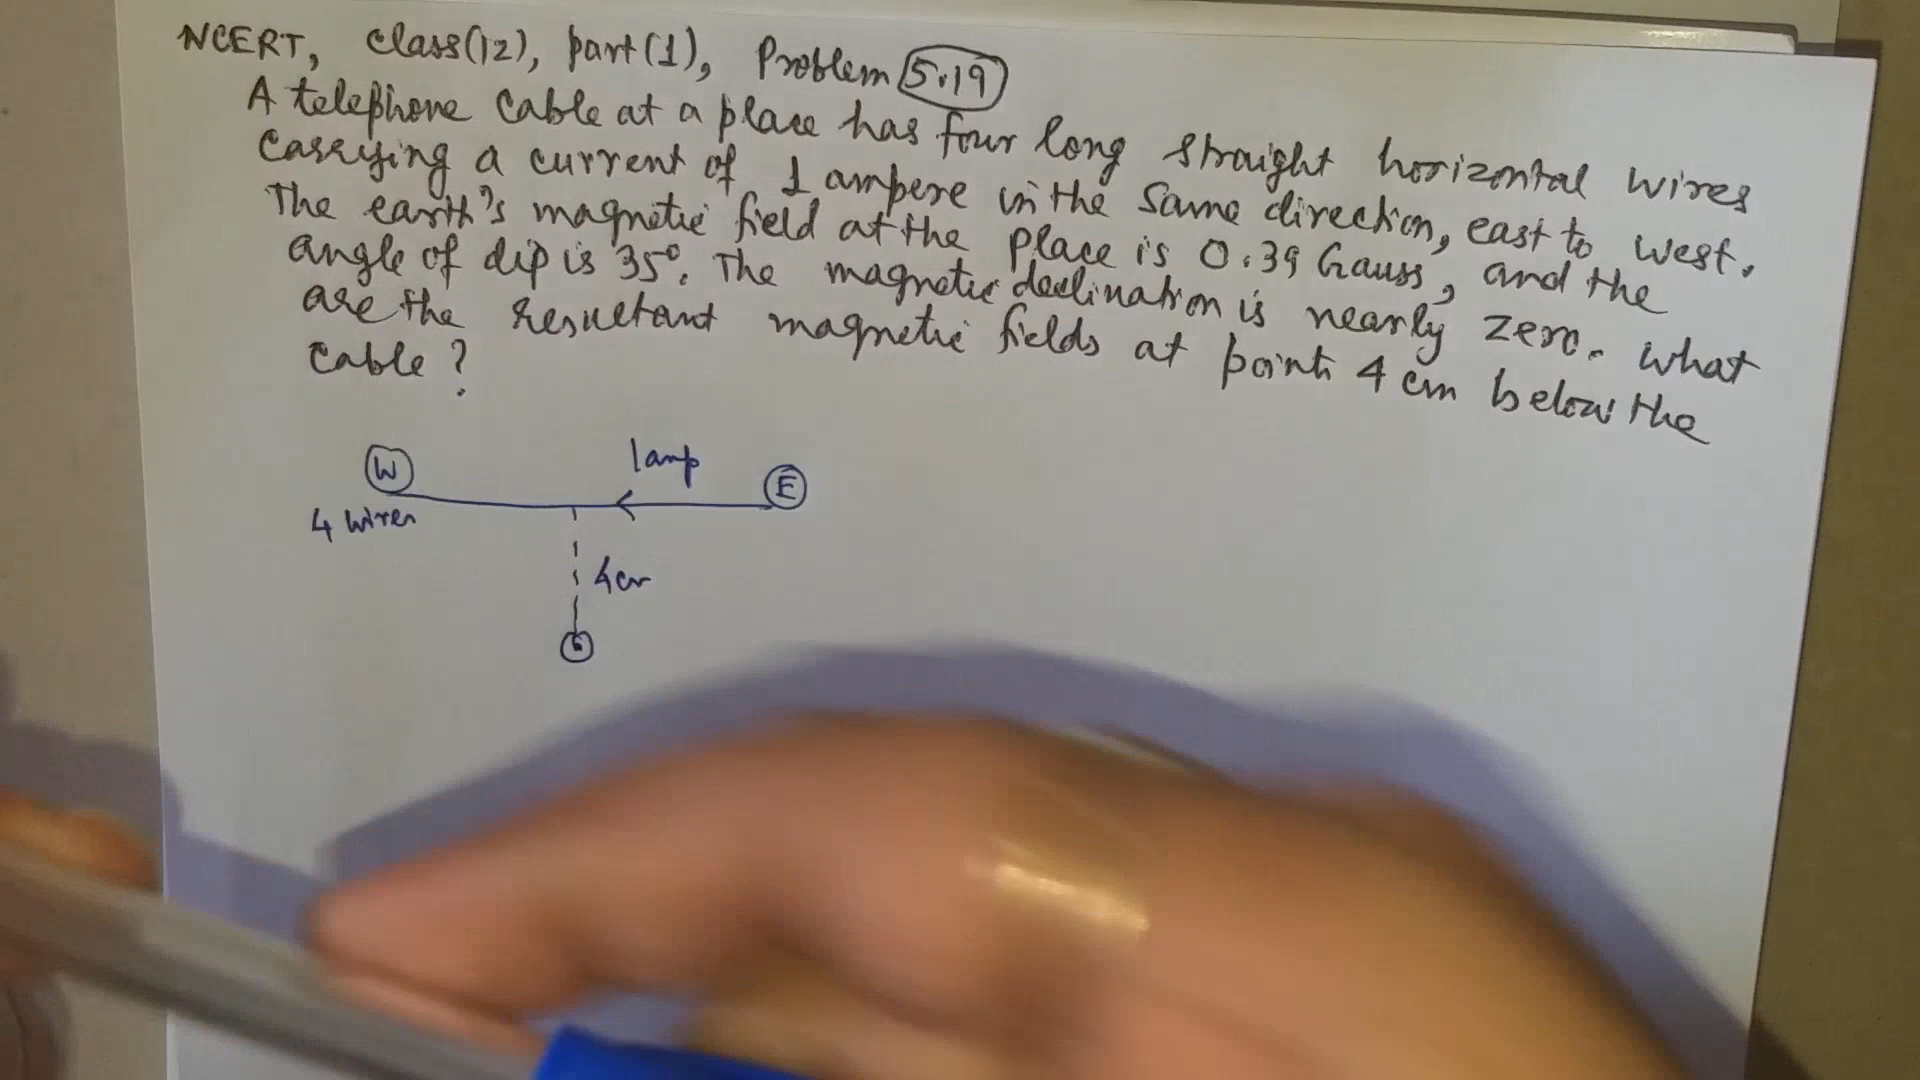 NCERT, class(12), part(1), Problem 5.19
A telephone cable at a place has four long straight horizontal wires
carrying a current of 1 ampere in the same direction, east to west.
The earth's magnetic field at the place is 0.39 Gauss, and the
angle of dip is 35°. The magnetic declination is nearly zero. What
are the resultant magnetic fields at point 4 cm below the
cable?
W
1amp
E
4 wires
4cm